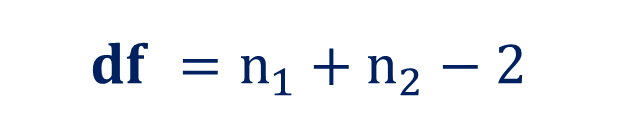 df = n₁ + n₂ − 2